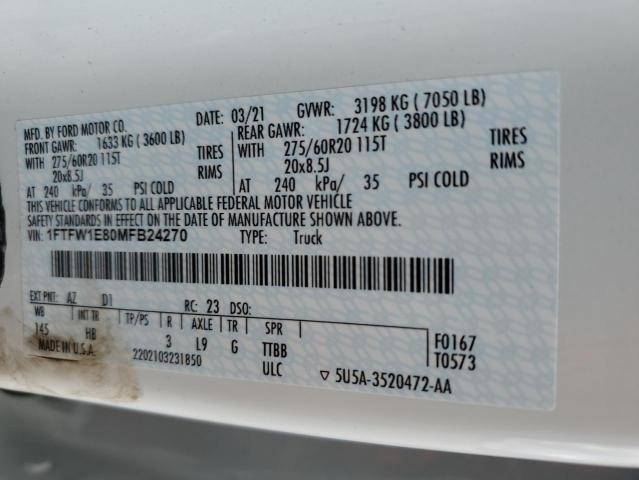 MFD. BY FORD MOTOR CO. DATE: 03/21 GVWR: 3198 KG ( 7050 LB)
FRONT GAWR: 1633 KG ( 3600 LB) REAR GAWR: 1724 KG ( 3800 LB)
WITH 275/60R20 115T TIRES WITH 275/60R20 115T TIRES
20x8.5J RIMS 20x8.5J RIMS
AT 240 kPa/ 35 PSI COLD AT 240 kPa/ 35 PSI COLD
THIS VEHICLE CONFORMS TO ALL APPLICABLE FEDERAL MOTOR VEHICLE
SAFETY STANDARDS IN EFFECT ON THE DATE OF MANUFACTURE SHOWN ABOVE.
VIN: 1FTFW1E80MFB24270 TYPE: Truck
EXT PNT: AZ D1 RC: 23 DSO:
WB INT TR TP/PS R AXLE TR SPR F0167
145 HB 3 L9 G TTBB T0573
MADE IN U.S.A. 2202103231850 ULC
▽ 5U5A-3520472-AA